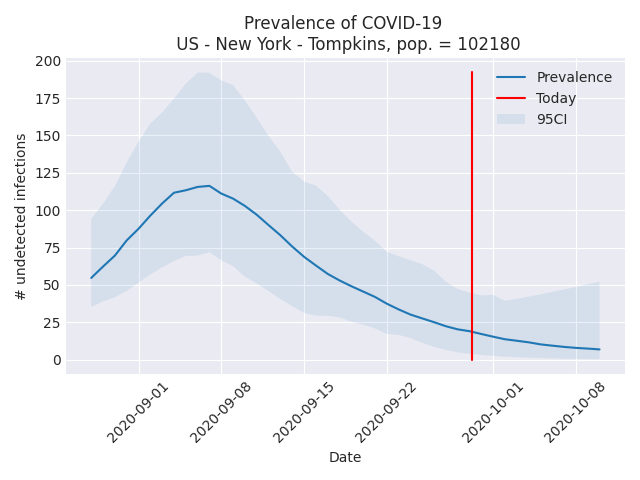 Prevalence of COVID-19
US - New York - Tompkins, pop. = 102180
200
175
150
125
100
75
50
25
0
# undetected infections
Prevalence
Today
95CI
2020-09-01
2020-09-08
2020-09-15
2020-09-22
2020-10-01
2020-10-08
Date